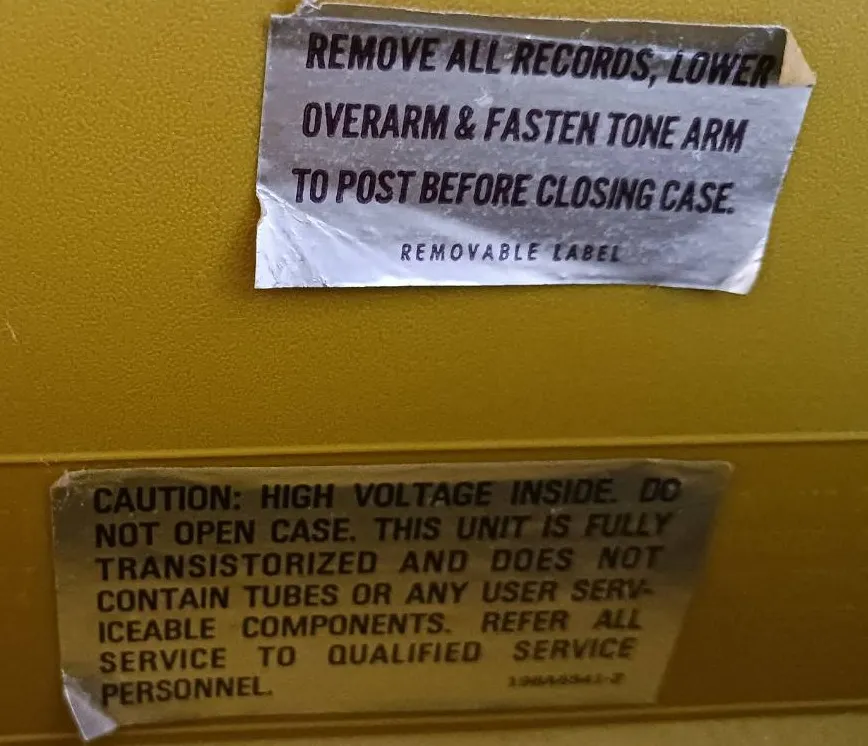 REMOVE ALL RECORDS, LOWER
OVERARM & FASTEN TONE ARM
TO POST BEFORE CLOSING CASE.
REMOVABLE LABEL
CAUTION: HIGH VOLTAGE INSIDE. DO
NOT OPEN CASE. THIS UNIT IS FULLY
TRANSISTORIZED AND DOES NOT
CONTAIN TUBES OR ANY USER SERV-
ICEABLE COMPONENTS. REFER ALL
SERVICE TO QUALIFIED SERVICE
PERSONNEL.